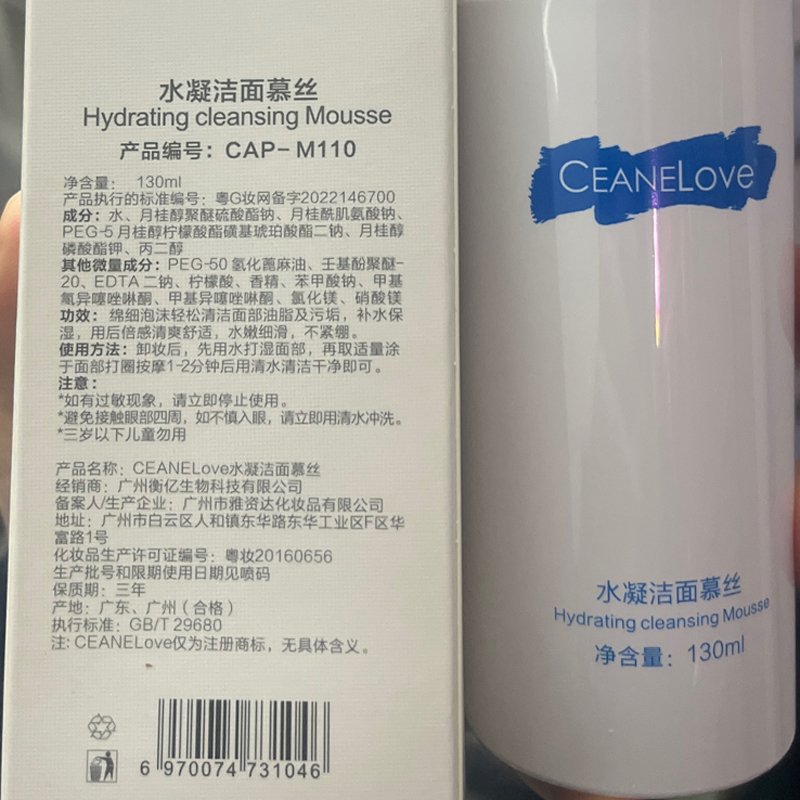 水凝洁面慕丝
Hydrating cleansing Mousse
产品编号：CAP- M110
净含量： 130ml
产品执行的标准编号：粤G妆网备字2022146700
成分：水、月桂醇聚醚硫酸酯钠、月桂酰肌氨酸钠、
PEG-5月桂醇柠檬酸酯磺基琥珀酸酯二钠、月桂醇
磷酸酯钾、丙二醇
其他微量成分：PEG-50氢化蓖麻油、壬基酚聚醚-
20、EDTA二钠、柠檬酸、香精、苯甲酸钠、甲基
氯异噻唑啉酮、甲基异噻唑啉酮、氯化镁、硝酸镁
功效： 绵细泡沫轻松清洁面部油脂及污垢，补水保
湿，用后倍感清爽舒适，水嫩细滑，不紧绷。
使用方法：卸妆后，先用水打湿面部，再取适量涂
于面部打圈按摩1-2分钟后用清水清洁干净即可。
注意：
*如有过敏现象，请立即停止使用。
*避免接触眼部四周，如不慎入眼，请立即用清水冲洗。
*三岁以下儿童勿用
产品名称：CEANELove水凝洁面慕丝
经销商：广州衡亿生物科技有限公司
备案人/生产企业：广州市雅资达化妆品有限公司
地址：广州市白云区人和镇东华路东华工业区F区华
富路1号
化妆品生产许可证编号：粤妆20160656
生产批号和限期使用日期见喷码
保质期：三年
产地：广东、广州（合格）
执行标准：GB/T 29680
注：CEANELove仅为注册商标，无具体含义。
6 970074 731046
CEANELove
水凝洁面慕丝
Hydrating cleansing Mousse
净含量：130ml